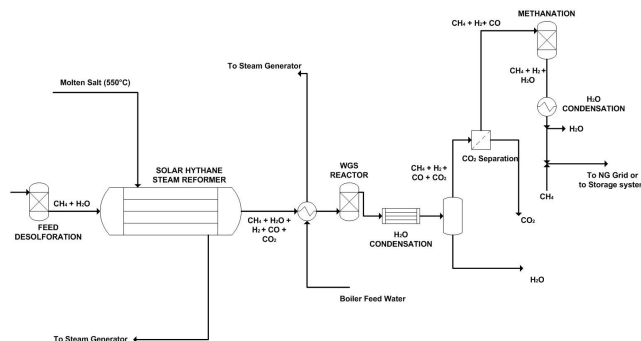 METHANATION
CH₄ + H₂+ CO
To Steam Generator
CH₄ + H₂ +
H₂O
Molten Salt (550°C)
H₂O
CONDENSATION
H₂O
SOLAR HYTHANE
STEAM REFORMER
WGS
REACTOR
CH₄ + H₂ +
CO + CO₂
CO₂ Separation
To NG Grid or
to Storage system
CH₄
CH₄ + H₂O
FEED
DESOLFORATION
CH₄ + H₂O +
H₂ + CO +
CO₂
H₂O
CONDENSATION
CO₂
H₂O
Boiler Feed Water
To Steam Generator